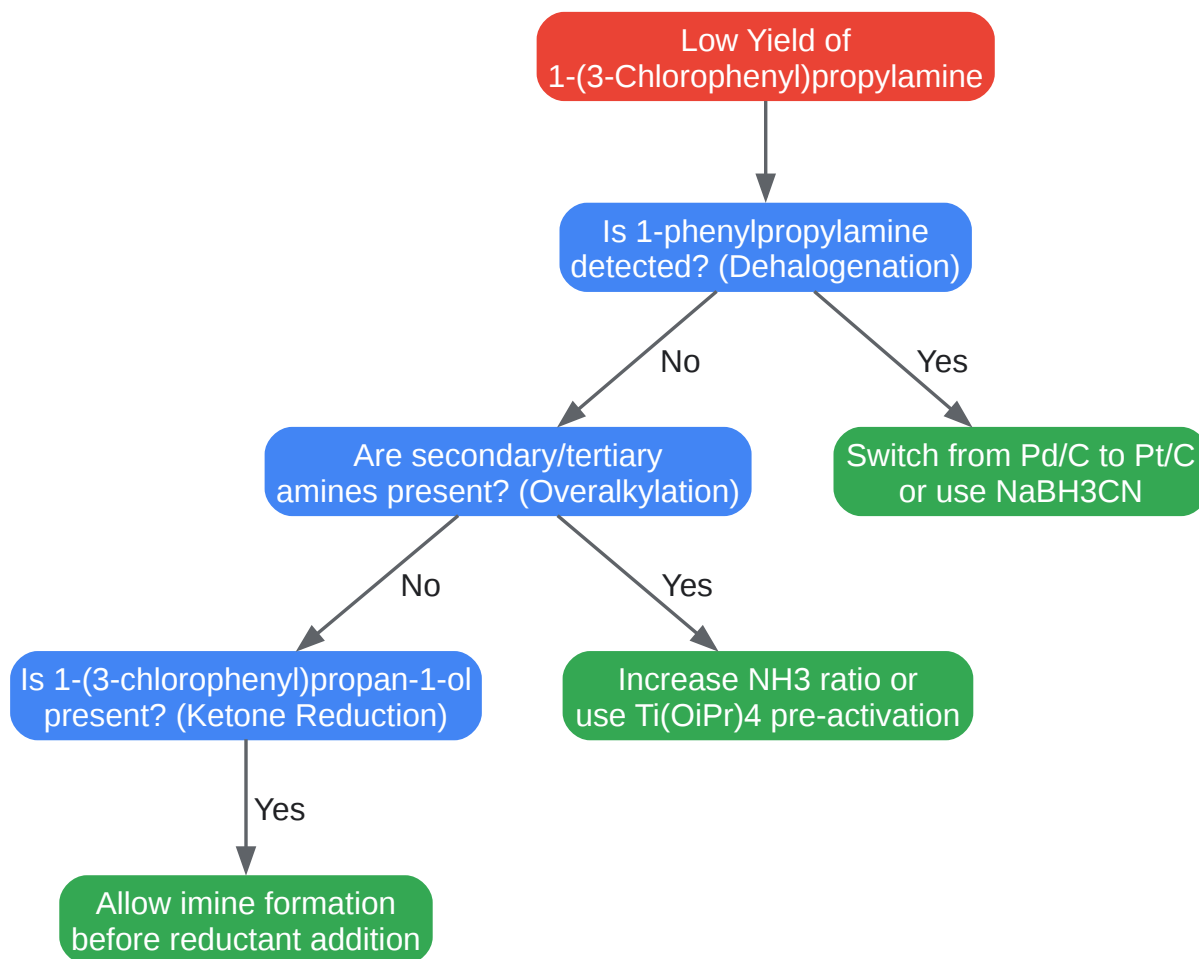 Low Yield of
1-(3-Chlorophenyl)propylamine
Is 1-phenylpropylamine
detected? (Dehalogenation)
No
Yes
Are secondary/tertiary
amines present? (Overalkylation)
Switch from Pd/C to Pt/C
or use NaBH3CN
No
Yes
Is 1-(3-chlorophenyl)propan-1-ol
present? (Ketone Reduction)
Increase NH3 ratio or
use Ti(OiPr)4 pre-activation
Yes
Allow imine formation
before reductant addition